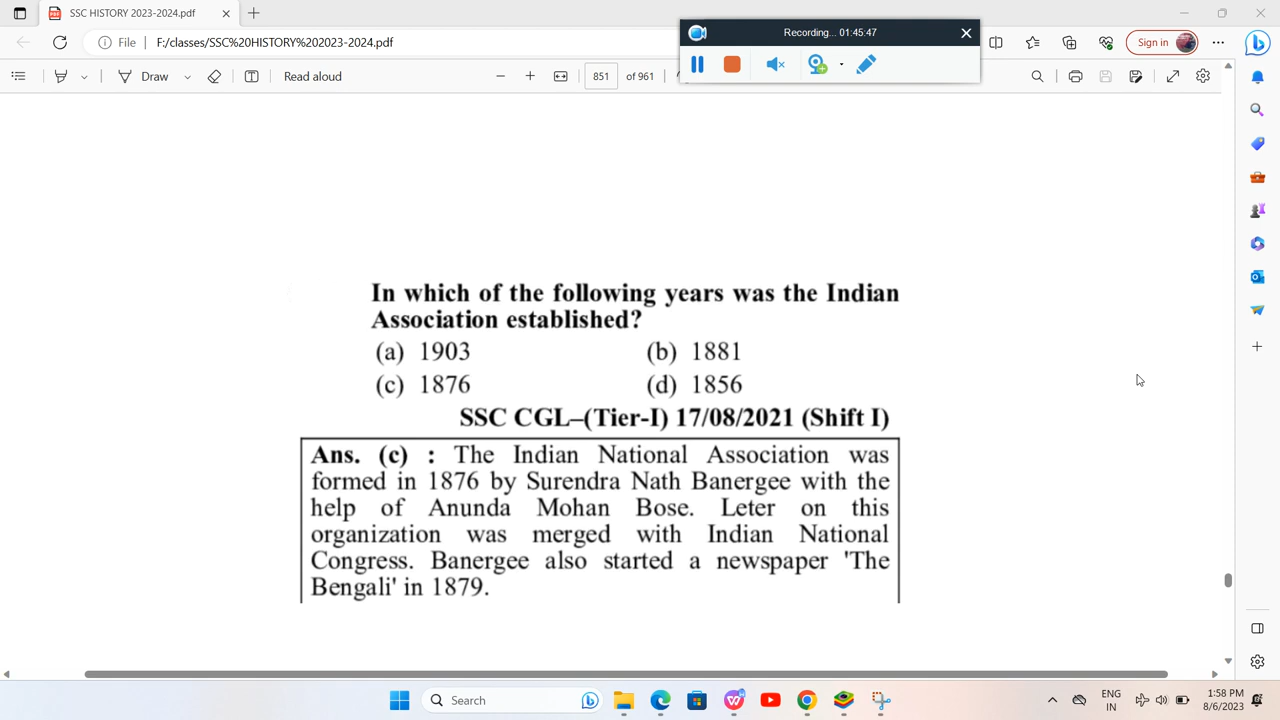 SSC HISTORY 2023-2024.pdf
Recording... 01:45:47
File
F:/classes/SSC%20HISTORY%202023-2024.pdf
Sign in
Draw
Read aloud
851
of 961
In which of the following years was the Indian
Association established?
(a) 1903 (b) 1881
(c) 1876 (d) 1856
SSC CGL–(Tier-I) 17/08/2021 (Shift I)
Ans. (c) : The Indian National Association was
formed in 1876 by Surendra Nath Banergee with the
help of Anunda Mohan Bose. Leter on this
organization was merged with Indian National
Congress. Banergee also started a newspaper 'The
Bengali' in 1879.
Search
ENG
IN
1:58 PM
8/6/2023